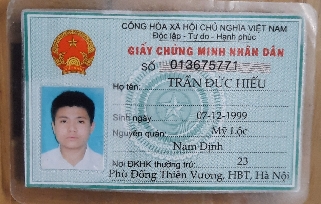 CỘNG HÒA XÃ HỘI CHỦ NGHĨA VIỆT NAM
Độc lập - Tự do - Hạnh phúc
GIẤY CHỨNG MINH NHÂN DÂN
SỐ 013675771
Họ tên: TRẦN ĐỨC HIẾU
Sinh ngày 07-12-1999
Nguyên quán: Mỹ Lộc
Nam Định
Nơi ĐKHK thường trú: 23
Phù Đổng Thiên Vương, HBT, Hà Nội